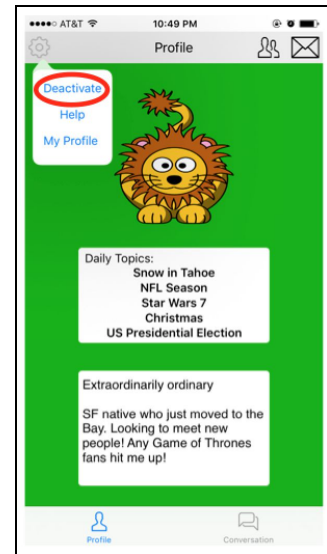 AT&T 10:49 PM
Profile
Deactivate
Help
My Profile
Daily Topics:
Snow in Tahoe
NFL Season
Star Wars 7
Christmas
US Presidential Election
Extraordinarily ordinary
SF native who just moved to the
Bay. Looking to meet new
people! Any Game of Thrones
fans hit me up!
Profile Conversation